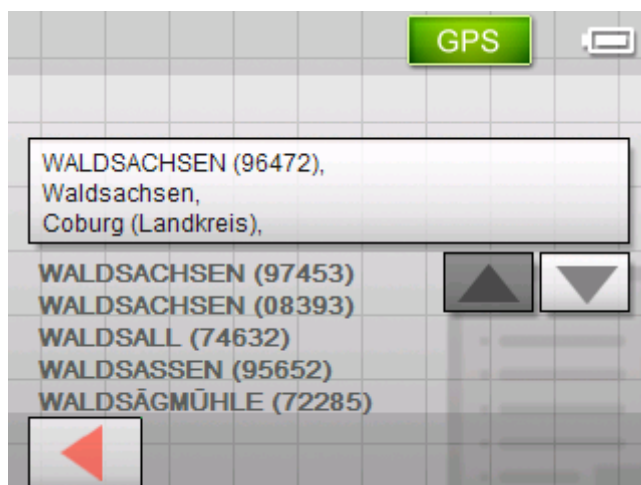 GPS
WALDSACHSEN (96472),
Waldsachsen,
Coburg (Landkreis),
WALDSACHSEN (97453)
WALDSACHSEN (08393)
WALDSALL (74632)
WALDSASSEN (95652)
WALDSÄGMÜHLE (72285)